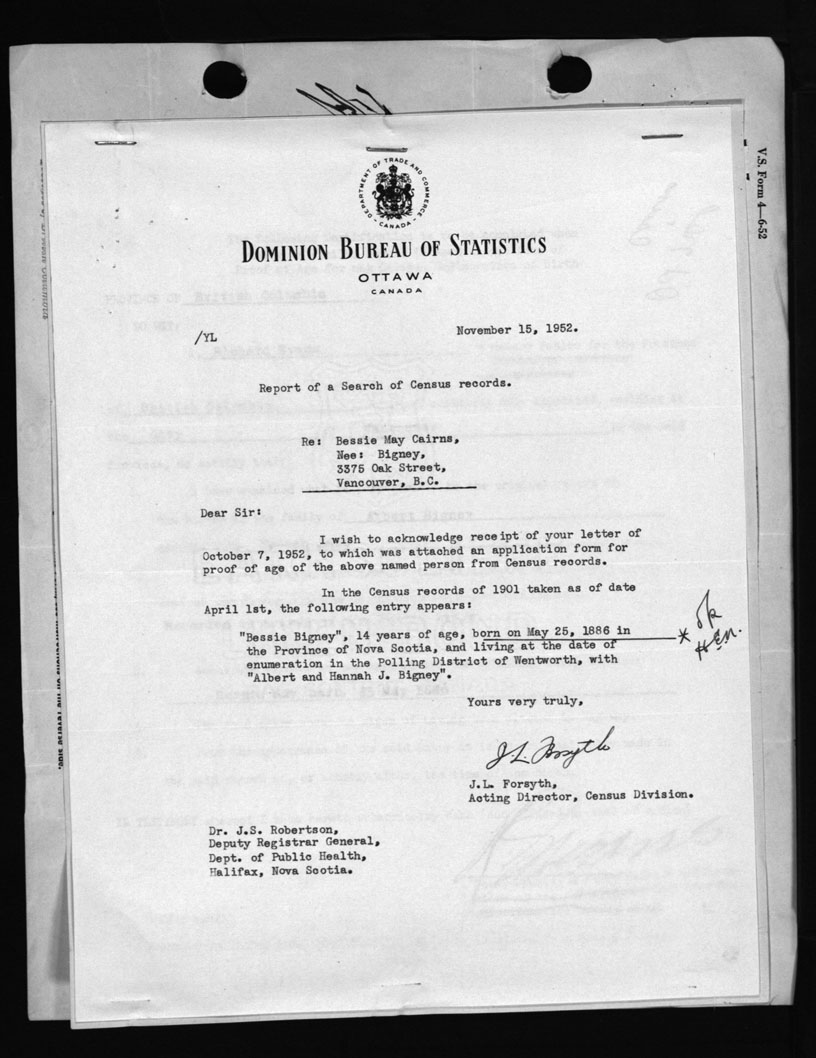 V.S. Form 4—6-52
DEPARTMENT OF TRADE AND COMMERCE
- CANADA -
DOMINION BUREAU OF STATISTICS
OTTAWA
CANADA
/YL
November 15, 1952.
Report of a Search of Census records.
Re: Bessie May Cairns,
Nee: Bigney,
3375 Oak Street,
Vancouver, B.C.
Dear Sir:
I wish to acknowledge receipt of your letter of
October 7, 1952, to which was attached an application form for
proof of age of the above named person from Census records.
In the Census records of 1901 taken as of date
April 1st, the following entry appears:
"Bessie Bigney", 14 years of age, born on May 25, 1886 in
the Province of Nova Scotia, and living at the date of
enumeration in the Polling District of Wentworth, with
"Albert and Hannah J. Bigney".
* ok
Yours very truly,
J.L. Forsyth
J.L. Forsyth,
Acting Director, Census Division.
Dr. J.S. Robertson,
Deputy Registrar General,
Dept. of Public Health,
Halifax, Nova Scotia.